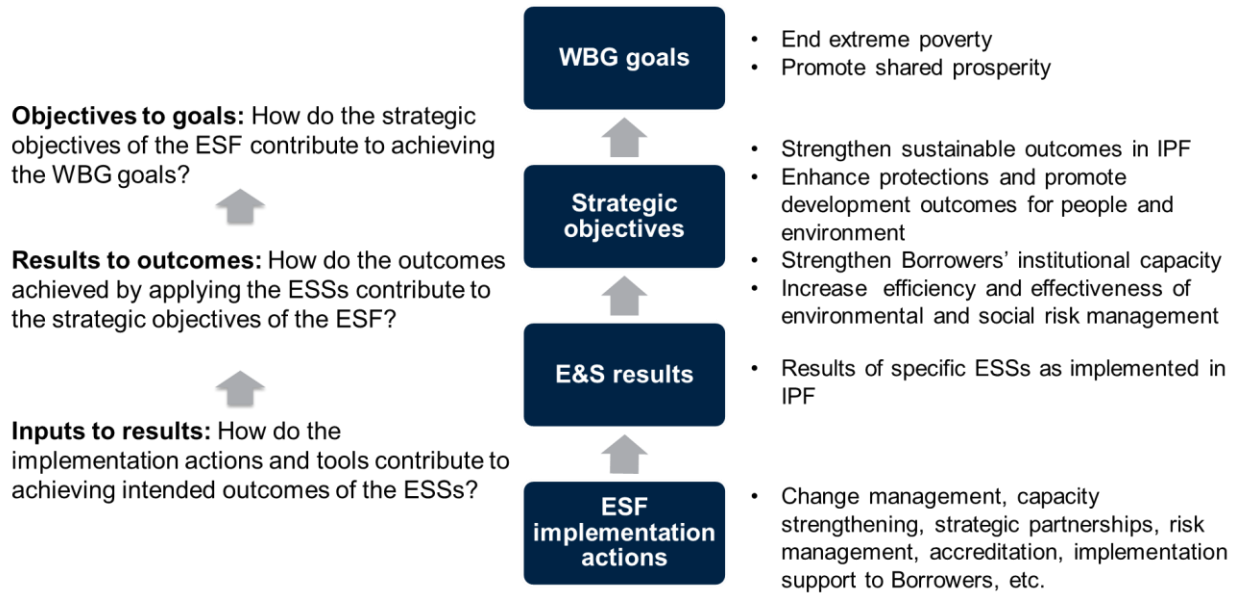 WBG goals
• End extreme poverty
• Promote shared prosperity
Objectives to goals: How do the strategic
objectives of the ESF contribute to achieving
the WBG goals?
Strategic
objectives
• Strengthen sustainable outcomes in IPF
• Enhance protections and promote
development outcomes for people and
environment
• Strengthen Borrowers’ institutional capacity
• Increase efficiency and effectiveness of
environmental and social risk management
Results to outcomes: How do the outcomes
achieved by applying the ESSs contribute to
the strategic objectives of the ESF?
E&S results
• Results of specific ESSs as implemented in
IPF
Inputs to results: How do the
implementation actions and tools contribute to
achieving intended outcomes of the ESSs?
ESF
implementation
actions
• Change management, capacity
strengthening, strategic partnerships, risk
management, accreditation, implementation
support to Borrowers, etc.